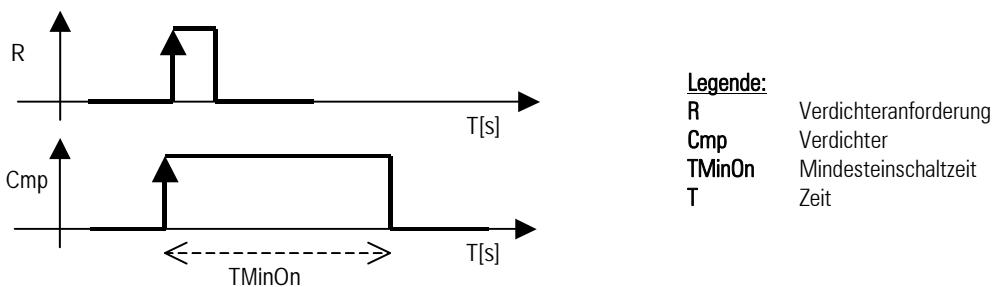 R
T[s]
Cmp
T[s]
TMinOn
Legende:
R Verdichteranforderung
Cmp Verdichter
TMinOn Mindesteinschaltzeit
T Zeit